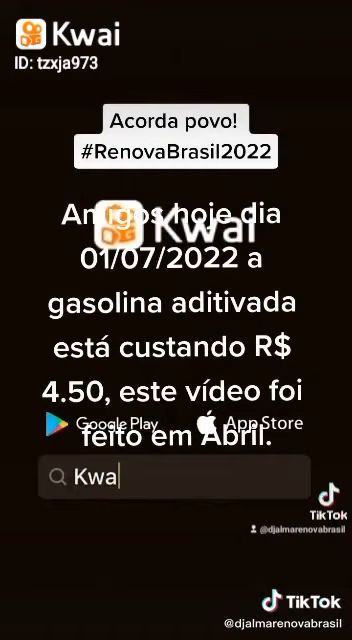 Kwai
ID: tzxja973
Acorda povo!
#RenovaBrasil2022
Amigos hoje dia
Kwai
01/07/2022 a
gasolina aditivada
está custando R$
4.50, este vídeo foi
Google Play App Store
feito em Abril.
Kwa
TikTok
@djalmarenovabrasil
TikTok
@djalmarenovabrasil